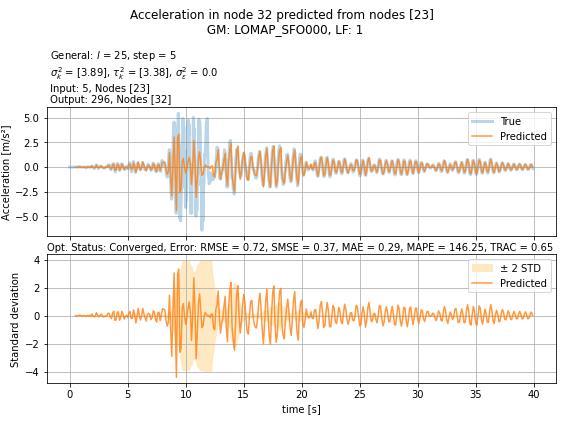 Acceleration in node 32 predicted from nodes [23]
GM: LOMAP_SFO000, LF: 1
General: l = 25, step = 5
σ²ₖ = [3.89], τ²ₖ = [3.38], σ²ε = 0.0
Input: 5, Nodes [23]
Output: 296, Nodes [32]
5.0
2.5
0.0
−2.5
−5.0
Acceleration [m/s²]
True
Predicted
Opt. Status: Converged, Error: RMSE = 0.72, SMSE = 0.37, MAE = 0.29, MAPE = 146.25, TRAC = 0.65
4
2
0
−2
−4
Standard deviation
± 2 STD
Predicted
0 5 10 15 20 25 30 35 40
time [s]